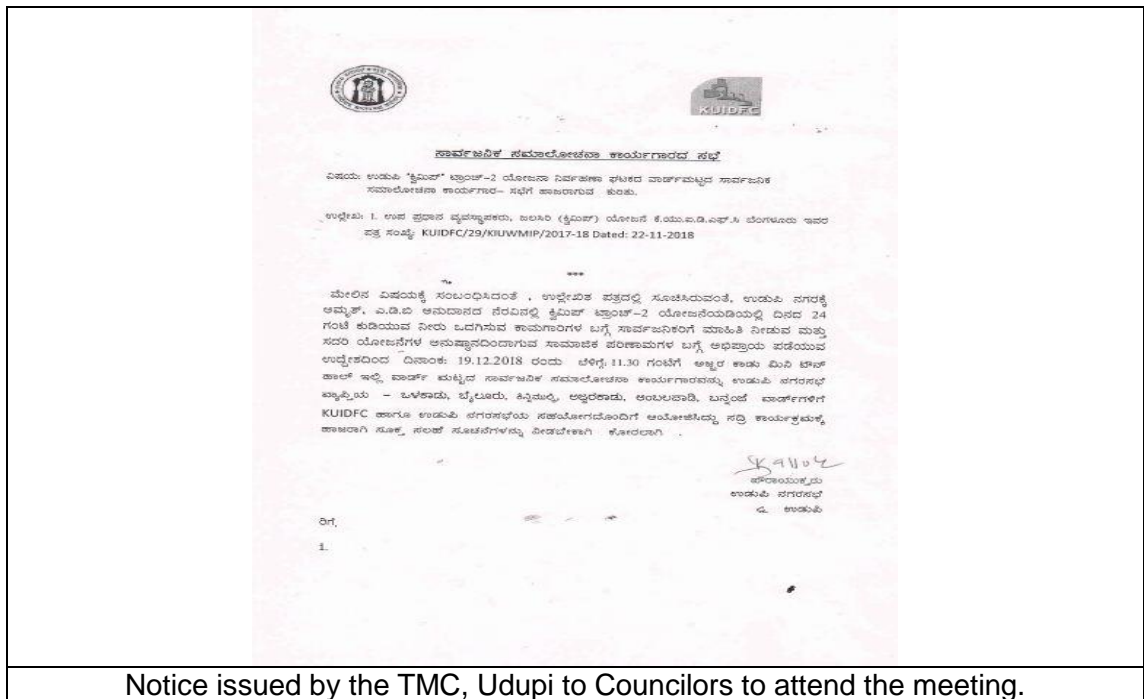 KUIDFC
ಸಾರ್ವಜನಿಕ ಸಮಾಲೋಚನಾ ಕಾರ್ಯಗಾರದ ಸಭೆ
ವಿಷಯ: ಉಡುಪಿ "ಕ್ವಿಮಿಪ್" ಟ್ರಾಂಚ್-2 ಯೋಜನಾ ನಿರ್ವಹಣಾ ಘಟಕದ ವಾರ್ಡ್‌ಮಟ್ಟದ ಸಾರ್ವಜನಿಕ
ಸಮಾಲೋಚನಾ ಕಾರ್ಯಗಾರ– ಸಭೆಗೆ ಹಾಜರಾಗುವ ಕುರಿತು.
ಉಲ್ಲೇಖ: 1. ಉಪ ಪ್ರಧಾನ ವ್ಯವಸ್ಥಾಪಕರು, ಜಲಸಿರಿ (ಕ್ವಿಮಿಪ್) ಯೋಜನೆ ಕೆ.ಯು.ಐ.ಡಿ.ಎಫ್.ಸಿ ಬೆಂಗಳೂರು ಇವರ
ಪತ್ರ ಸಂಖ್ಯೆ: KUIDFC/29/KIUWMIP/2017-18 Dated: 22-11-2018
***
ಮೇಲಿನ ವಿಷಯಕ್ಕೆ ಸಂಬಂಧಿಸಿದಂತೆ , ಉಲ್ಲೇಖಿತ ಪತ್ರದಲ್ಲಿ ಸೂಚಿಸಿರುವಂತೆ, ಉಡುಪಿ ನಗರಕ್ಕೆ
ಅಮೃತ್, ಎ.ಡಿ.ಬಿ ಅನುದಾನದ ನೆರವಿನಲ್ಲಿ ಕ್ವಿಮಿಪ್ ಟ್ರಾಂಚ್-2 ಯೋಜನೆಯಡಿಯಲ್ಲಿ ದಿನದ 24
ಗಂಟೆ ಕುಡಿಯುವ ನೀರು ಒದಗಿಸುವ ಕಾಮಗಾರಿಗಳ ಬಗ್ಗೆ ಸಾರ್ವಜನಿಕರಿಗೆ ಮಾಹಿತಿ ನೀಡುವ ಮತ್ತು
ಸದರಿ ಯೋಜನೆಗಳ ಅನುಷ್ಠಾನದಿಂದಾಗುವ ಸಾಮಾಜಿಕ ಪರಿಣಾಮಗಳ ಬಗ್ಗೆ ಅಭಿಪ್ರಾಯ ಪಡೆಯುವ
ಉದ್ದೇಶದಿಂದ ದಿನಾಂಕ: 19.12.2018 ರಂದು ಬೆಳಿಗ್ಗೆ: 11.30 ಗಂಟೆಗೆ ಅಜ್ಜರ ಕಾಡು ಮಿನಿ ಟೌನ್
ಹಾಲ್ ಇಲ್ಲಿ ವಾರ್ಡ್ ಮಟ್ಟದ ಸಾರ್ವಜನಿಕ ಸಮಾಲೋಚನಾ ಕಾರ್ಯಗಾರವನ್ನು ಉಡುಪಿ ನಗರಸಭೆ
ವ್ಯಾಪ್ತಿಯ – ಒಳಕಾಡು, ಬೈಲೂರು, ಕಿನ್ನಿಮುಲ್ಕಿ, ಅಜ್ಜರಕಾಡು, ಅಂಬಲಪಾಡಿ, ಬನ್ನಂಜೆ ವಾರ್ಡ್‌ಗಳಿಗೆ
KUIDFC ಹಾಗೂ ಉಡುಪಿ ನಗರಸಭೆಯ ಸಹಯೋಗದೊಂದಿಗೆ ಆಯೋಜಿಸಿದ್ದು ಸದ್ರಿ ಕಾರ್ಯಕ್ರಮಕ್ಕೆ
ಹಾಜರಾಗಿ ಸೂಕ್ತ ಸಲಹೆ ಸೂಚನೆಗಳನ್ನು ನೀಡಬೇಕಾಗಿ ಕೋರಲಾಗಿ .
ಪೌರಾಯುಕ್ತರು
ಉಡುಪಿ ನಗರಸಭೆ
ಉಡುಪಿ
ರಿಗೆ,
1.
Notice issued by the TMC, Udupi to Councilors to attend the meeting.